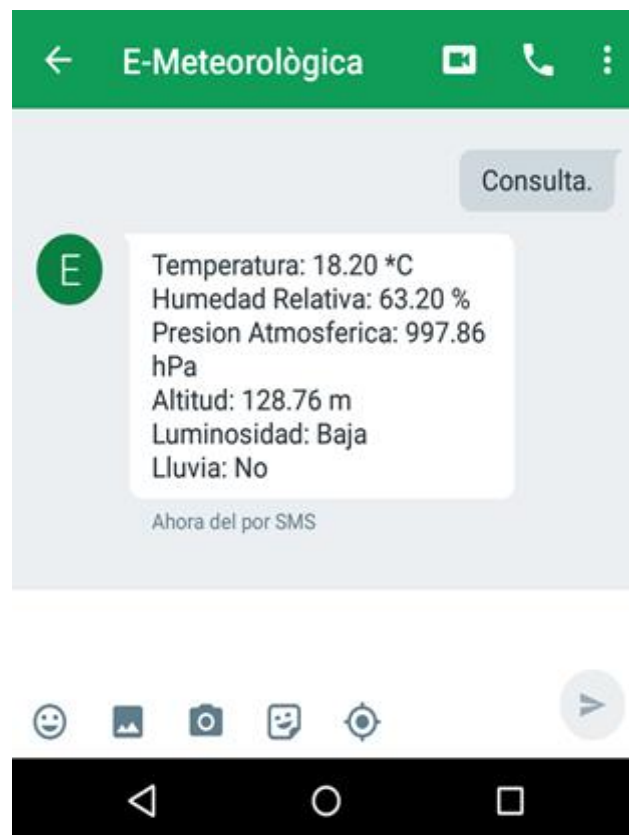 E-Meteorològica
Consulta.
E
Temperatura: 18.20 *C
Humedad Relativa: 63.20 %
Presion Atmosferica: 997.86
hPa
Altitud: 128.76 m
Luminosidad: Baja
Lluvia: No
Ahora del por SMS